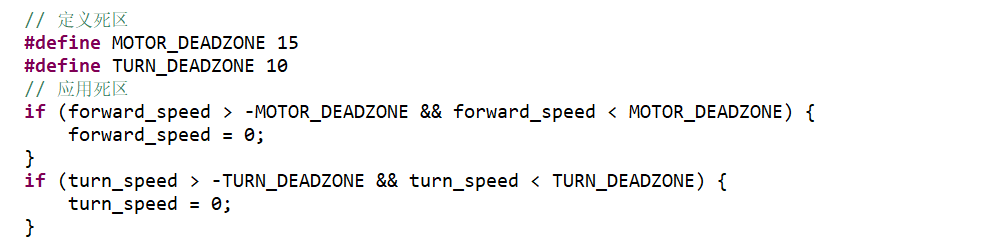 // 定义死区
#define MOTOR_DEADZONE 15
#define TURN_DEADZONE 10
// 应用死区
if (forward_speed > -MOTOR_DEADZONE && forward_speed < MOTOR_DEADZONE) {
    forward_speed = 0;
}
if (turn_speed > -TURN_DEADZONE && turn_speed < TURN_DEADZONE) {
    turn_speed = 0;
}